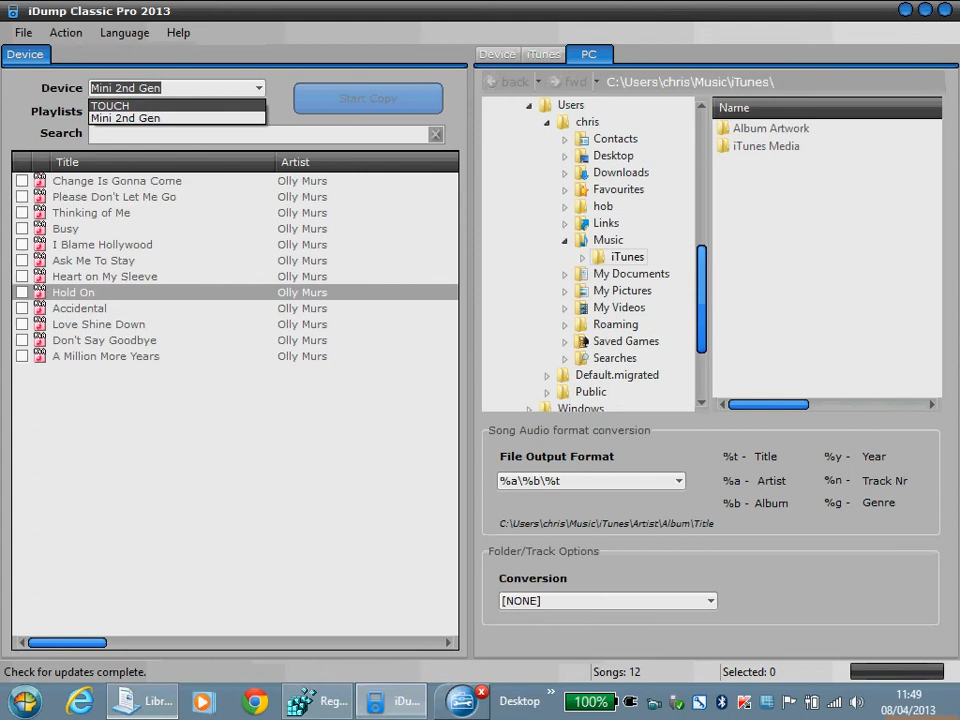 iDump Classic Pro 2013
File Action Language Help
Device
Device iTunes PC
Device Mini 2nd Gen
TOUCH
Mini 2nd Gen
Start Copy
Playlists
Search
back fwd C:\Users\chris\Music\iTunes\
Title Artist
Change Is Gonna Come Olly Murs
Please Don't Let Me Go Olly Murs
Thinking of Me Olly Murs
Busy Olly Murs
I Blame Hollywood Olly Murs
Ask Me To Stay Olly Murs
Heart on My Sleeve Olly Murs
Hold On Olly Murs
Accidental Olly Murs
Love Shine Down Olly Murs
Don't Say Goodbye Olly Murs
A Million More Years Olly Murs
Users
chris
Contacts
Desktop
Downloads
Favourites
hob
Links
Music
iTunes
My Documents
My Pictures
My Videos
Roaming
Saved Games
Searches
Default.migrated
Public
Windows
Name
Album Artwork
iTunes Media
Song Audio format conversion
File Output Format
%a\%b\%t
%t - Title %y - Year
%a - Artist %n - Track Nr
%b - Album %g - Genre
C:\Users\chris\Music\iTunes\Artist\Album\Title
Folder/Track Options
Conversion
[NONE]
Check for updates complete. Songs: 12 Selected: 0
Libr... Reg... iDu... Desktop » 100% 11:49
08/04/2013